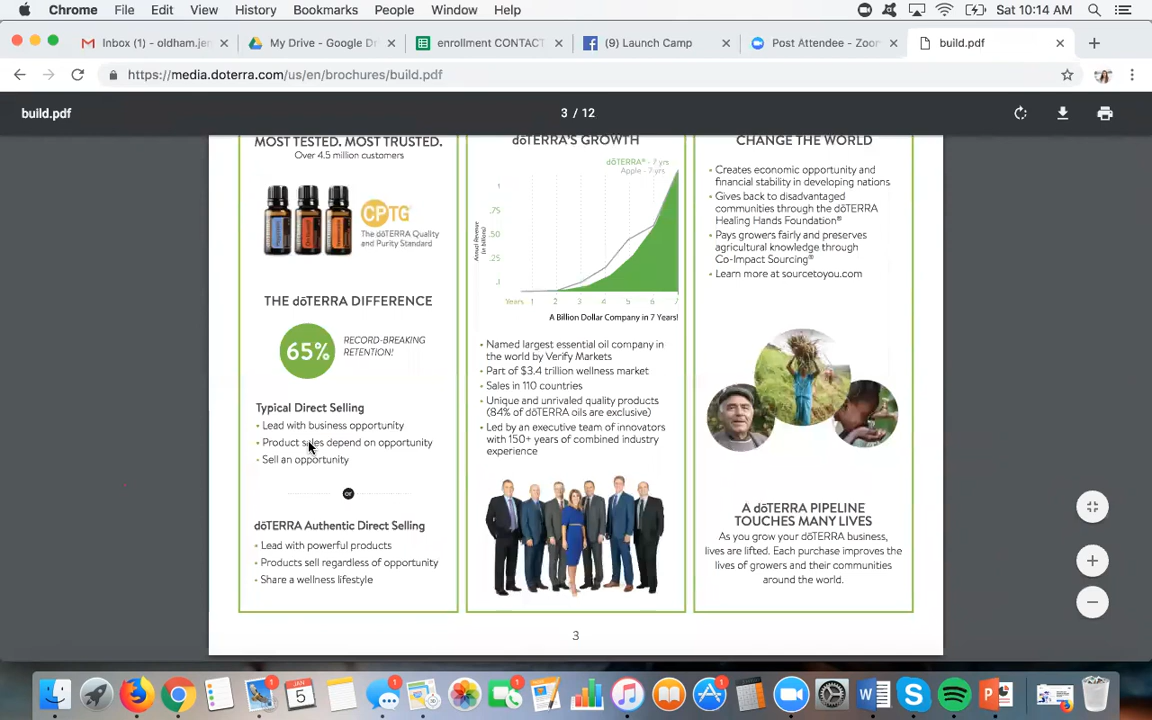 Chrome File Edit View History Bookmarks People Window Help Sat 10:14 AM
Inbox (1) - oldham.jen
My Drive - Google Dr
enrollment CONTACT
(9) Launch Camp
Post Attendee - Zoom
build.pdf
https://media.doterra.com/us/en/brochures/build.pdf
build.pdf
3 / 12
MOST TESTED. MOST TRUSTED.
Over 4.5 million customers
CPTG
The dōTERRA Quality
and Purity Standard
THE dōTERRA DIFFERENCE
65%
RECORD-BREAKING
RETENTION!
Typical Direct Selling
• Lead with business opportunity
• Product sales depend on opportunity
• Sell an opportunity
or
dōTERRA Authentic Direct Selling
• Lead with powerful products
• Products sell regardless of opportunity
• Share a wellness lifestyle
dōTERRA'S GROWTH
dōTERRA® - 7 yrs
Apple - 7 yrs
1
.75
.50
.25
.1
Annual Revenue
(in billions)
Years 1 2 3 4 5 6 7
A Billion Dollar Company in 7 Years!
• Named largest essential oil company in
the world by Verify Markets
• Part of $3.4 trillion wellness market
• Sales in 110 countries
• Unique and unrivaled quality products
(84% of dōTERRA oils are exclusive)
• Led by an executive team of innovators
with 150+ years of combined industry
experience
CHANGE THE WORLD
• Creates economic opportunity and
financial stability in developing nations
• Gives back to disadvantaged
communities through the dōTERRA
Healing Hands Foundation®
• Pays growers fairly and preserves
agricultural knowledge through
Co-Impact Sourcing®
• Learn more at sourcetoyou.com
A dōTERRA PIPELINE
TOUCHES MANY LIVES
As you grow your dōTERRA business,
lives are lifted. Each purchase improves the
lives of growers and their communities
around the world.
3